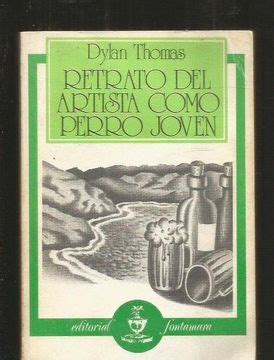 Dylan Thomas
RETRATO DEL
ARTISTA COMO
PERRO JOVEN
editorial fontamara